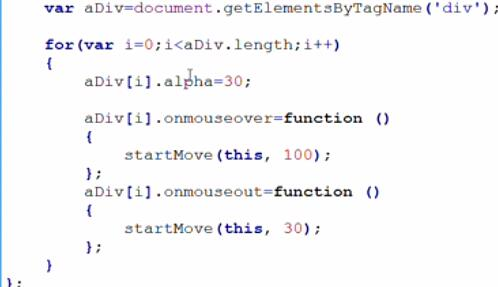 var aDiv=document.getElementsByTagName('div');
for(var i=0;i<aDiv.length;i++)
{
aDiv[i].alpha=30;
aDiv[i].onmouseover=function ()
{
startMove(this, 100);
};
aDiv[i].onmouseout=function ()
{
startMove(this, 30);
};
}
};